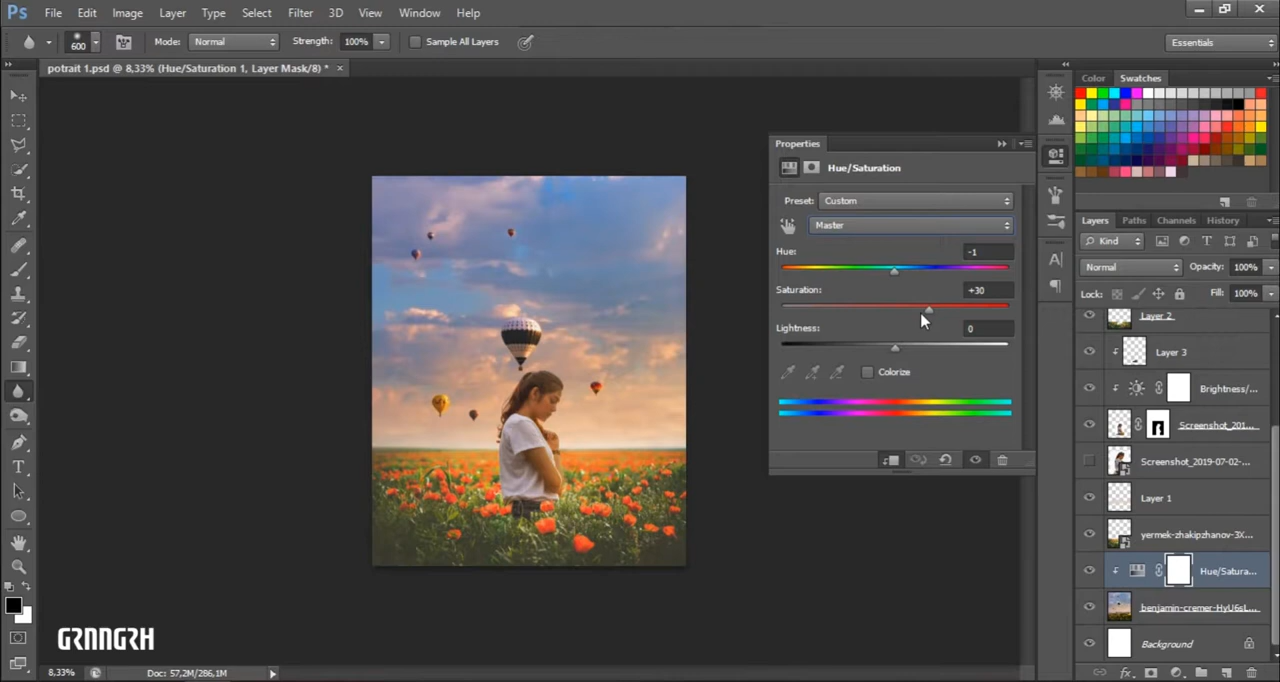 Ps File Edit Image Layer Type Select Filter 3D View Window Help
600 Mode: Normal Strength: 100% Sample All Layers Essentials
potrait 1.psd @ 8,33% (Hue/Saturation 1, Layer Mask/8) * ×
Color Swatches
Properties
Hue/Saturation
Preset: Custom
Master
Hue: -1
Saturation: +30
Lightness: 0
Colorize
Layers Paths Channels History
Kind
Normal Opacity: 100%
Lock: Fill: 100%
Layer 2
Layer 3
Brightness/...
Screenshot_201...
Screenshot_2019-07-02-...
Layer 1
yermek-zhakipzhanov-3X...
Hue/Satura...
benjamin-cremer-HyU6sL...
Background
GRNNGRH
8,33% Doc: 57,2M/286,1M